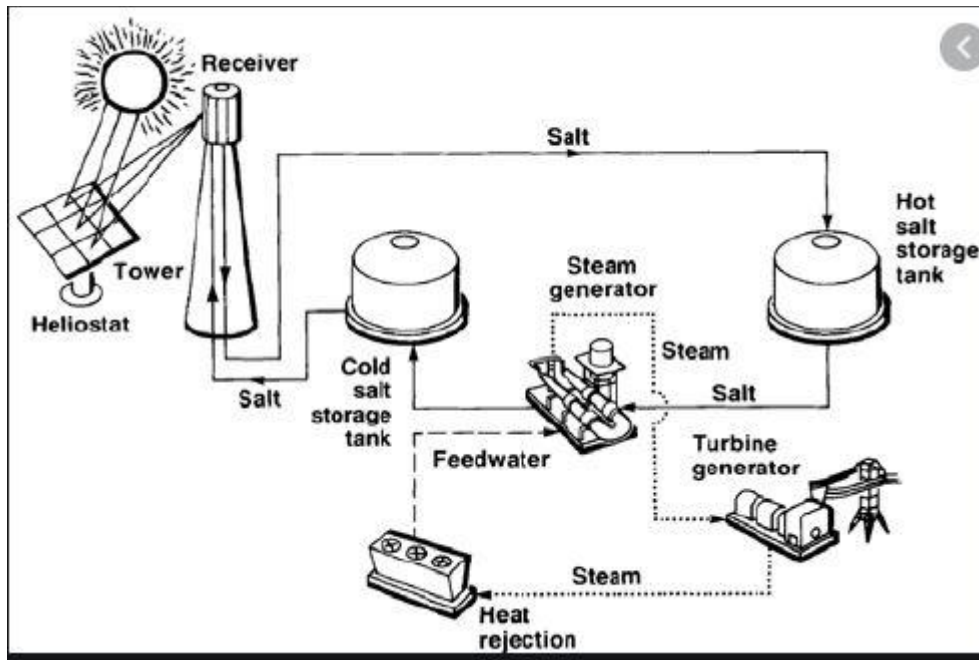 Receiver
Salt
Hot
salt
storage
tank
Tower
Heliostat
Steam
generator
Steam
Cold
salt
storage
tank
Salt
Salt
Feedwater
Turbine
generator
Steam
Heat
rejection